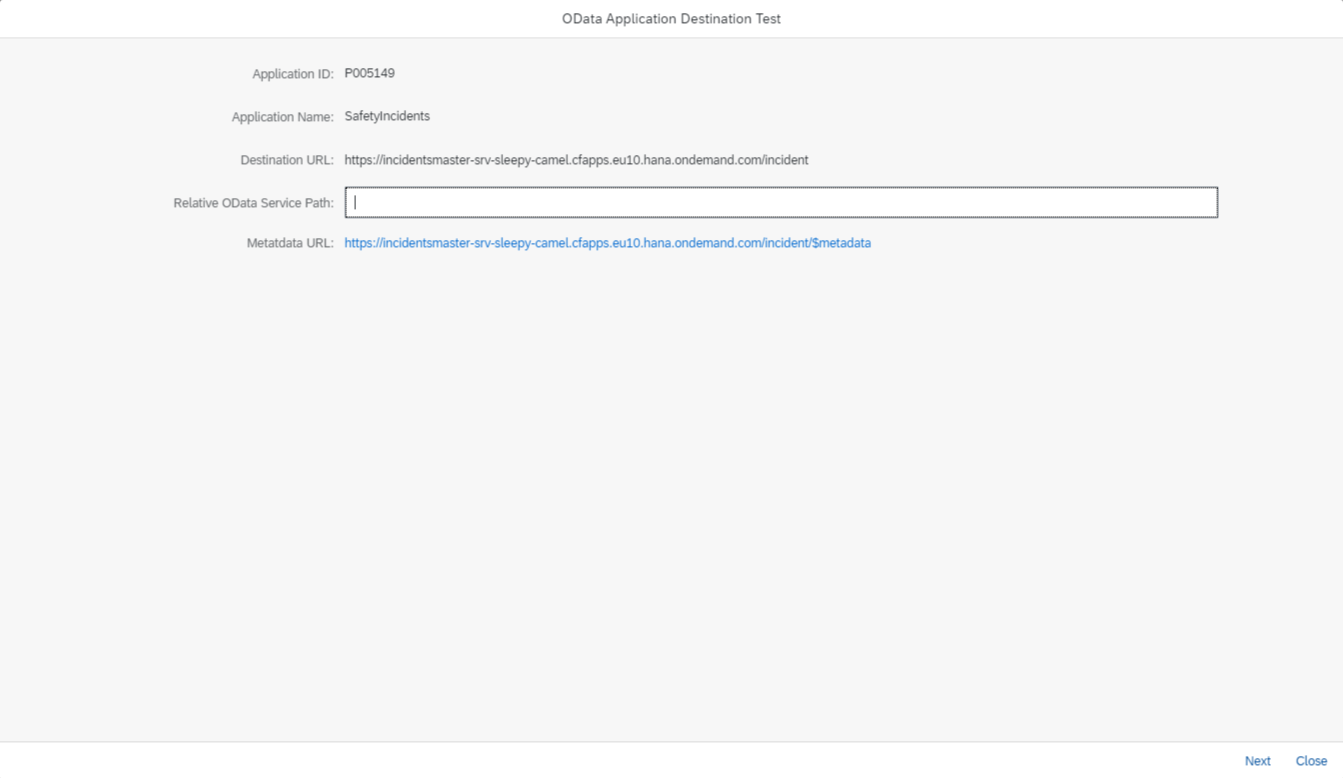 OData Application Destination Test
Application ID: P005149
Application Name: SafetyIncidents
Destination URL: https://incidentsmaster-srv-sleepy-camel.cfapps.eu10.hana.ondemand.com/incident
Relative OData Service Path:
Metatdata URL: https://incidentsmaster-srv-sleepy-camel.cfapps.eu10.hana.ondemand.com/incident/$metadata
Next Close